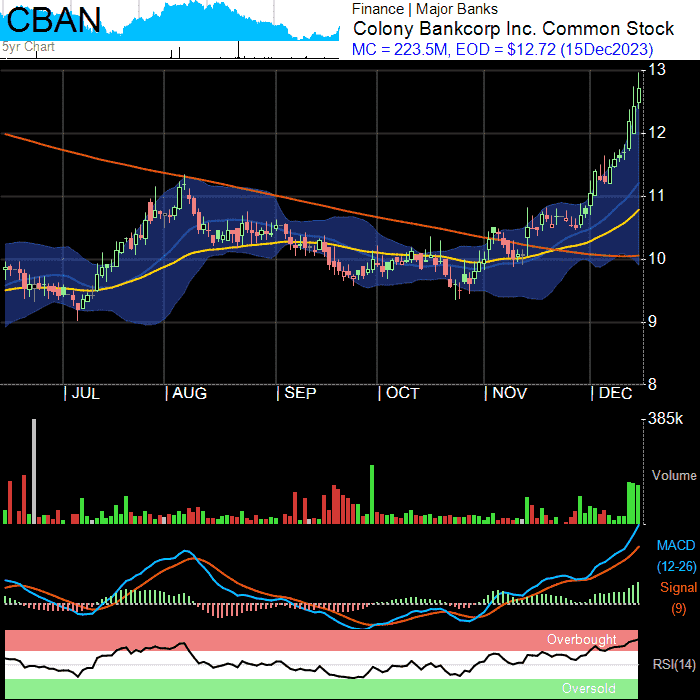 CBAN
5yr Chart
Finance | Major Banks
Colony Bankcorp Inc. Common Stock
MC = 223.5M, EOD = $12.72 (15Dec2023)
13
12
11
10
9
8
| JUL | AUG | SEP | OCT | NOV | DEC
385k
Volume
MACD
(12-26)
Signal
(9)
Overbought
RSI(14)
Oversold